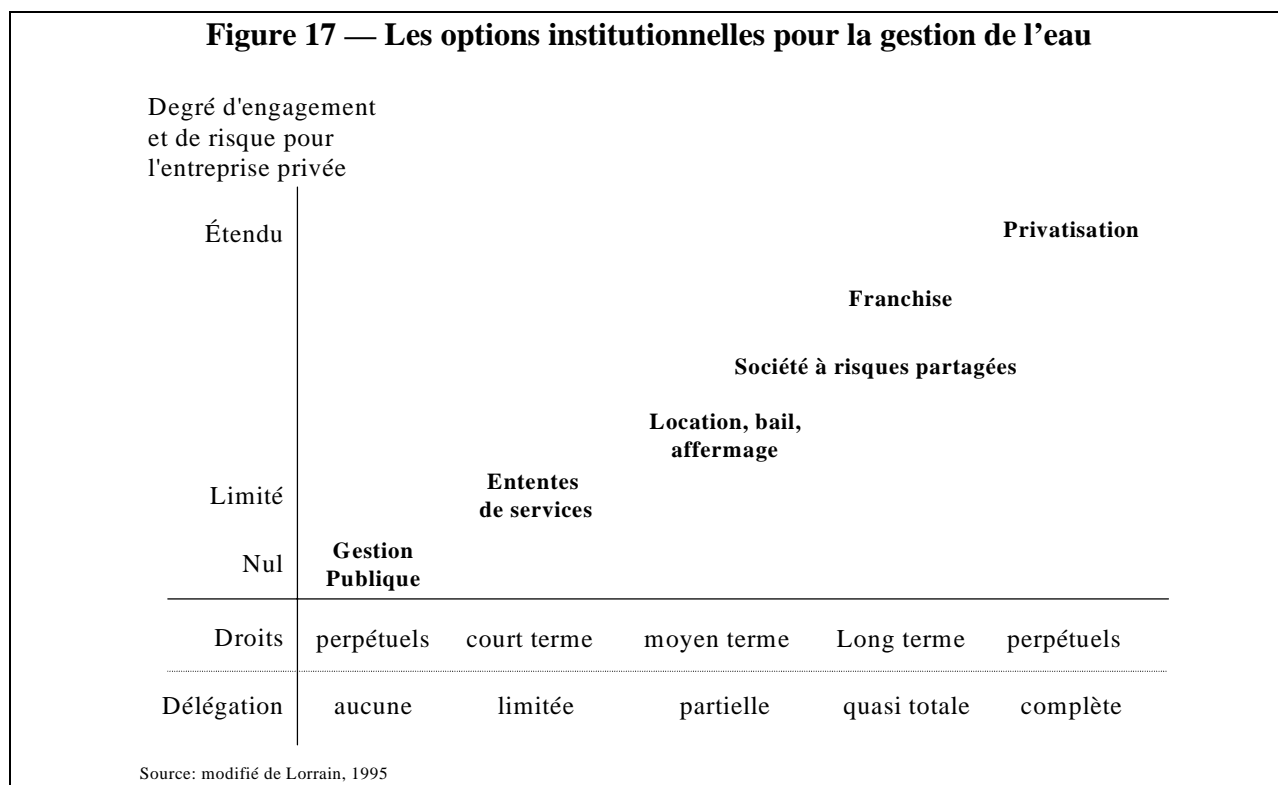 Figure 17 — Les options institutionnelles pour la gestion de l'eau
Degré d'engagement
et de risque pour
l'entreprise privée
Étendu
Privatisation
Franchise
Société à risques partagées
Location, bail,
affermage
Limité
Ententes
de services
Nul
Gestion
Publique
Droits perpétuels court terme moyen terme Long terme perpétuels
Délégation aucune limitée partielle quasi totale complète
Source: modifié de Lorrain, 1995